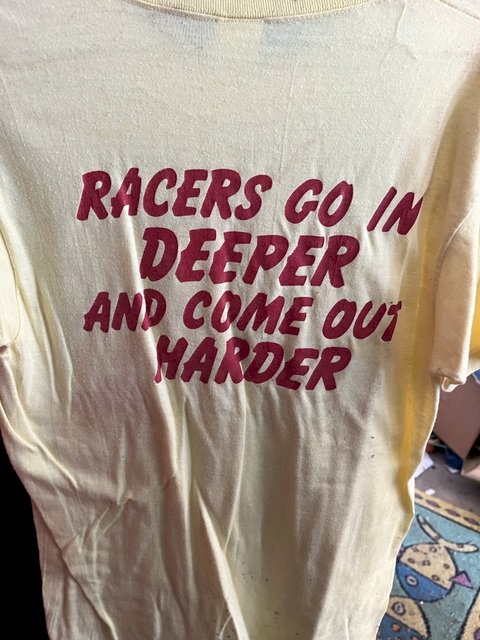 RACERS GO IN
DEEPER
AND COME OUT
HARDER